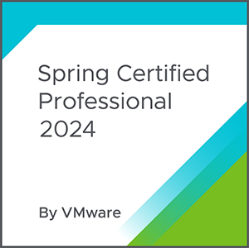 Spring Certified
Professional
2024
By VMware